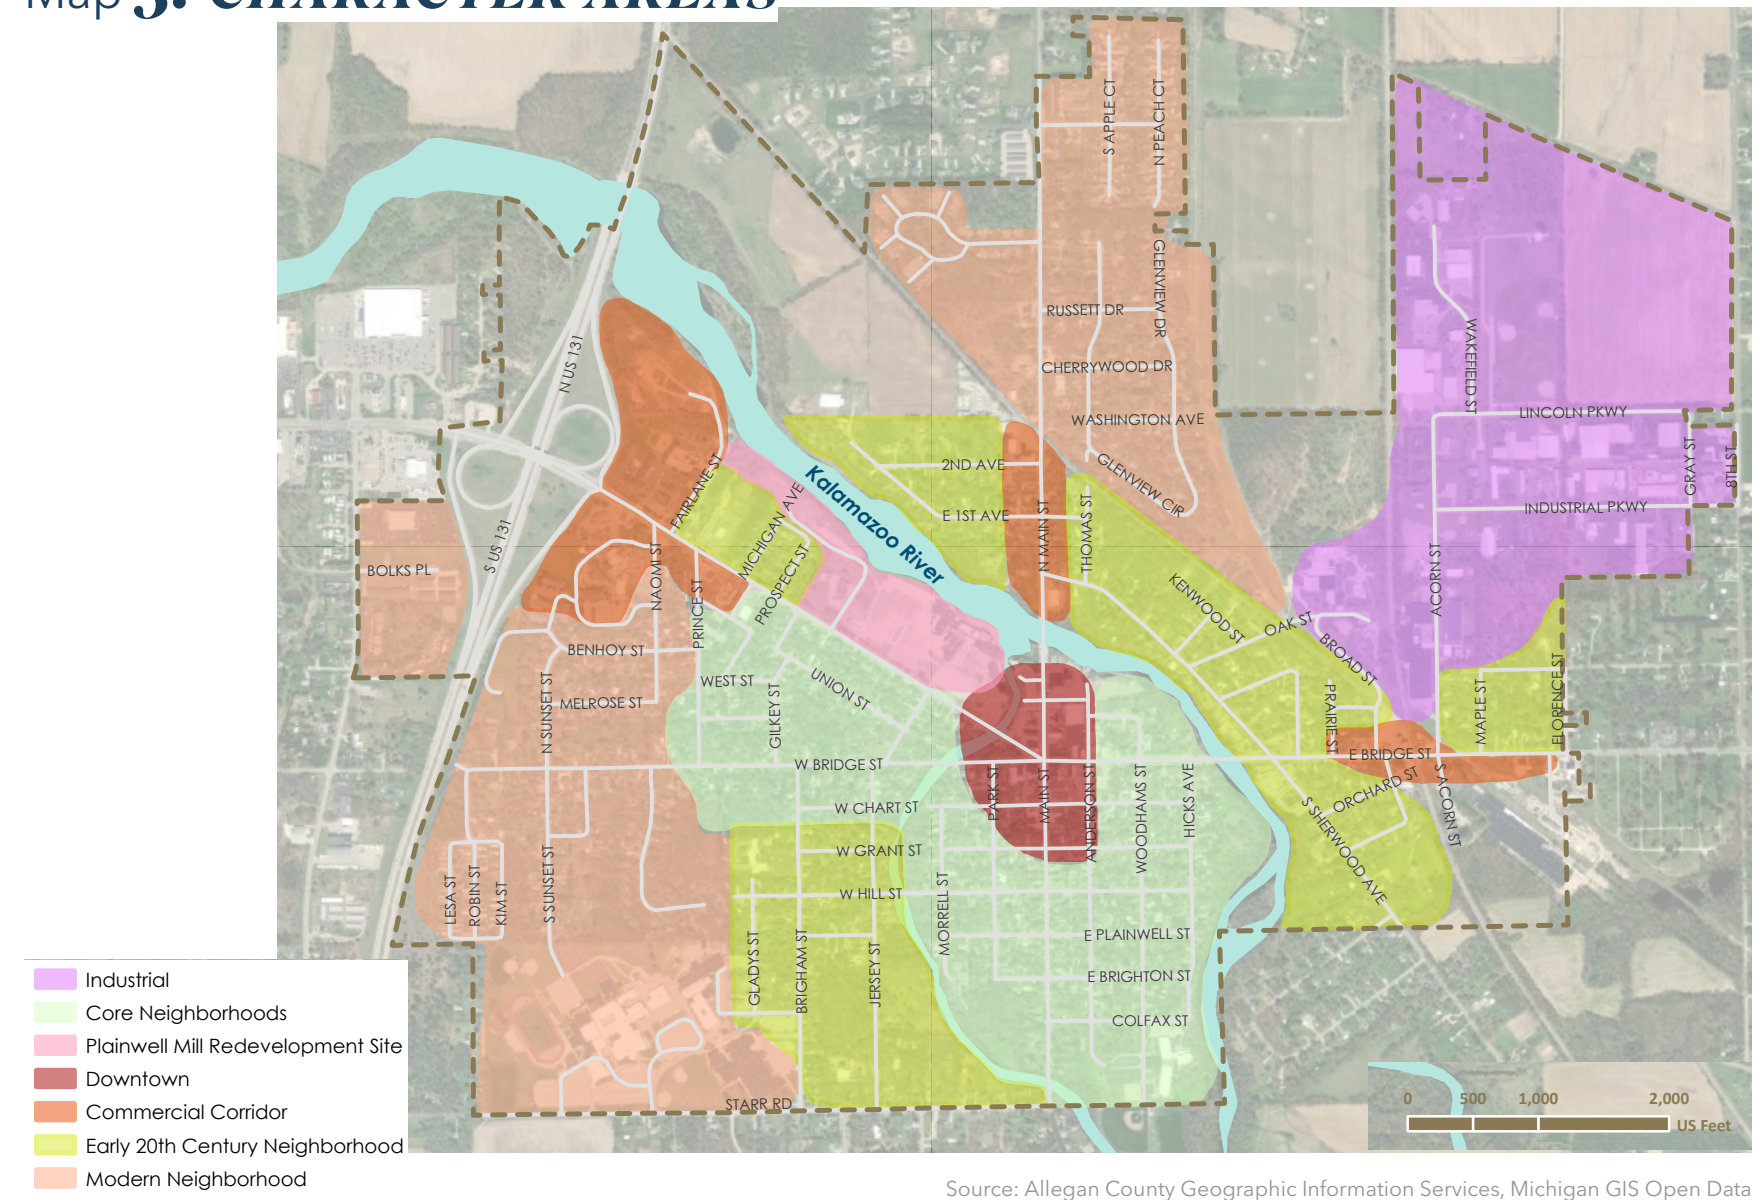 Map 3. CHARACTER AREAS
S APPLE CT
N PEACH CT
GLENVIEW DR
RUSSETT DR
CHERRYWOOD DR
WASHINGTON AVE
GLENVIEW CIR
N US 131
S US 131
WAKEFIELD ST
LINCOLN PKWY
GRAY ST
8TH ST
INDUSTRIAL PKWY
ACORN ST
FAIRLANE ST
MICHIGAN AVE
PROSPECT ST
Kalamazoo River
2ND AVE
E 1ST AVE
N MAIN ST
THOMAS ST
KENWOOD ST
OAK ST
BROAD ST
BOLKS PL
NAOMI ST
PRINCE ST
BENHOY ST
MELROSE ST
N SUNSET ST
WEST ST
GILKEY ST
UNION ST
PRAIRIE ST
MAPLE ST
FLORENCE ST
E BRIDGE ST
ORCHARD ST
S ACORN ST
S SHERWOOD AVE
W BRIDGE ST
W CHART ST
W GRANT ST
W HILL ST
PARK ST
MAIN ST
ANDERSON ST
WOODHAMS ST
HICKS AVE
LESA ST
ROBIN ST
KIM ST
S SUNSET ST
MORRELL ST
GLADYS ST
BRIGHAM ST
JERSEY ST
E PLAINWELL ST
E BRIGHTON ST
COLFAX ST
STARR RD
Industrial
Core Neighborhoods
Plainwell Mill Redevelopment Site
Downtown
Commercial Corridor
Early 20th Century Neighborhood
Modern Neighborhood
0 500 1,000 2,000
US Feet
Source: Allegan County Geographic Information Services, Michigan GIS Open Data